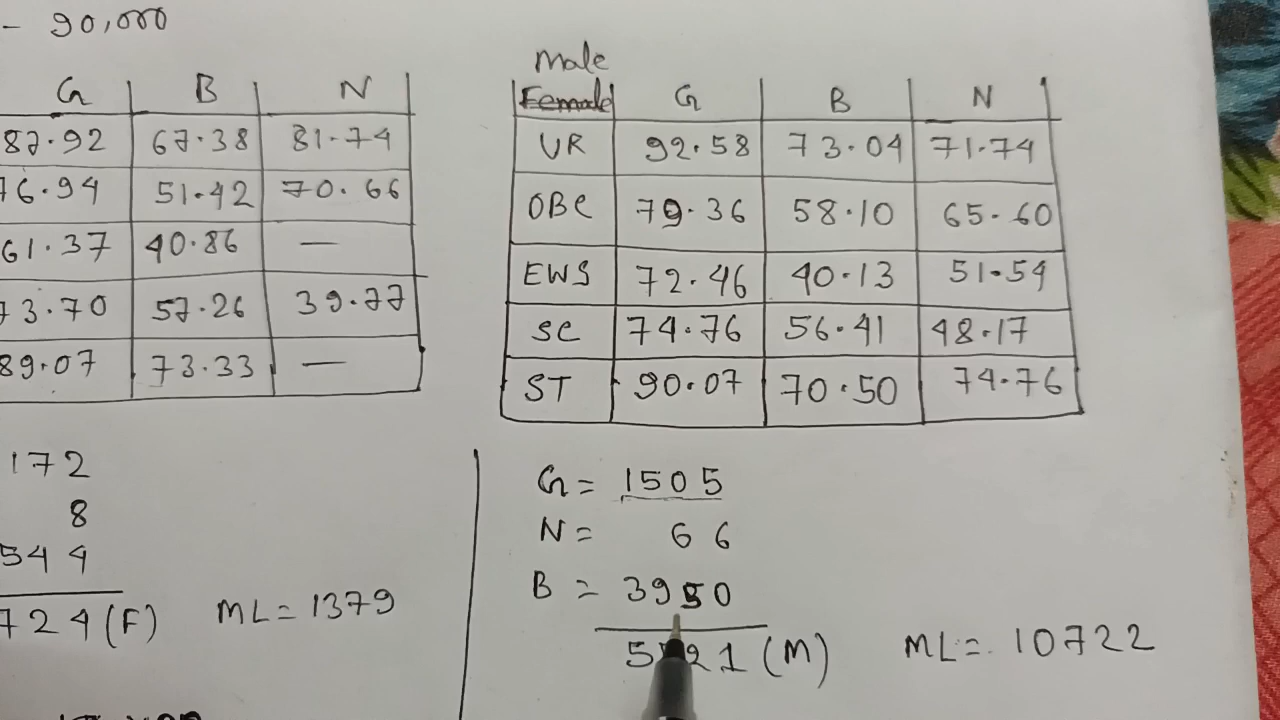 - 90,000
G B N
87.92 67.38 81.74
76.94 51.42 70.66
61.37 40.86 —
73.70 57.26 39.77
89.07 73.33 —
172
8
544
724 (F) ML = 1379
Male
Female G B N
UR 92.58 73.04 71.74
OBC 79.36 58.10 65.60
EWS 72.46 40.13 51.54
SC 74.76 56.41 48.17
ST 90.07 70.50 74.76
G = 1505
N = 66
B = 3950
(M) ML = 10722